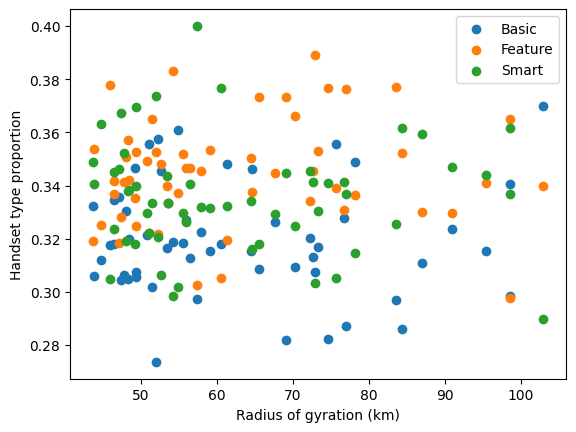 Basic
Feature
Smart
0.40
0.38
0.36
0.34
0.32
0.30
0.28
Handset type proportion
50
60
70
80
90
100
Radius of gyration (km)